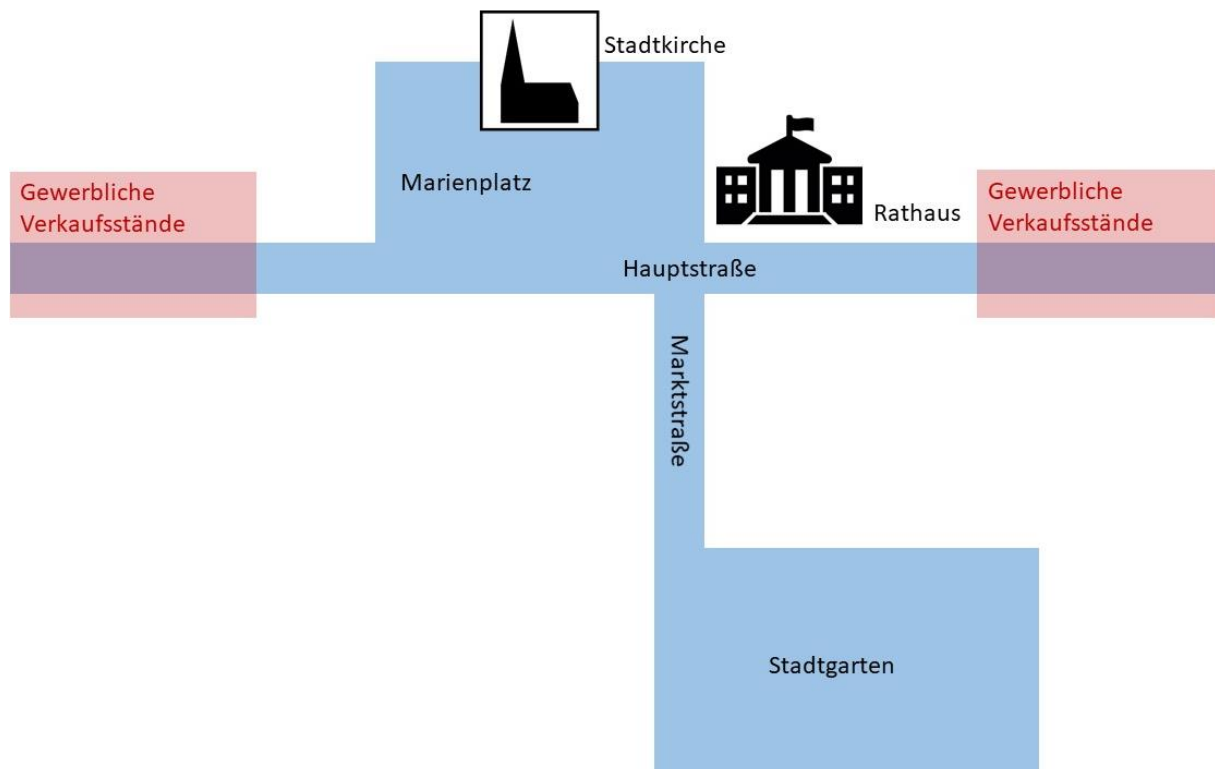 Stadtkirche
Marienplatz
Gewerbliche
Verkaufsstände
Gewerbliche
Verkaufsstände
Rathaus
Hauptstraße
Marktstraße
Stadtgarten